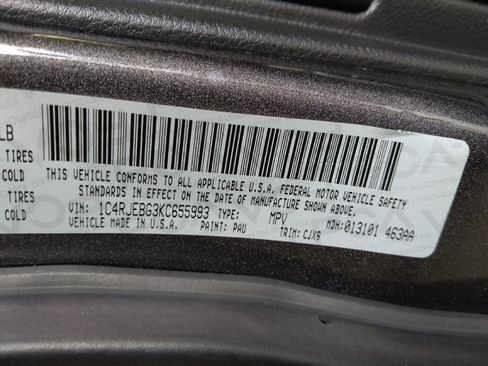 LB
TIRES
COLD
TIRES
COLD
THIS VEHICLE CONFORMS TO ALL APPLICABLE U.S.A. FEDERAL MOTOR VEHICLE SAFETY
STANDARDS IN EFFECT ON THE DATE OF MANUFACTURE SHOWN ABOVE.
VIN: 1C4RJEBG3KC655993 TYPE: MPV MDH:013101 463AA
VEHICLE MADE IN U.S.A. PAINT: PAU TRIM: CJX9